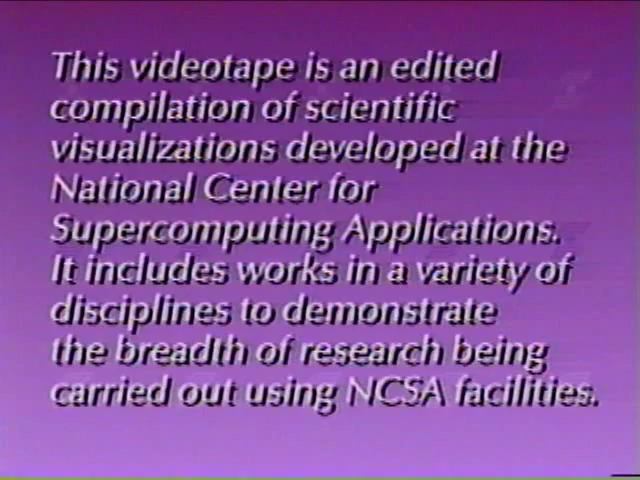 This videotape is an edited
compilation of scientific
visualizations developed at the
National Center for
Supercomputing Applications.
It includes works in a variety of
disciplines to demonstrate
the breadth of research being
carried out using NCSA facilities.